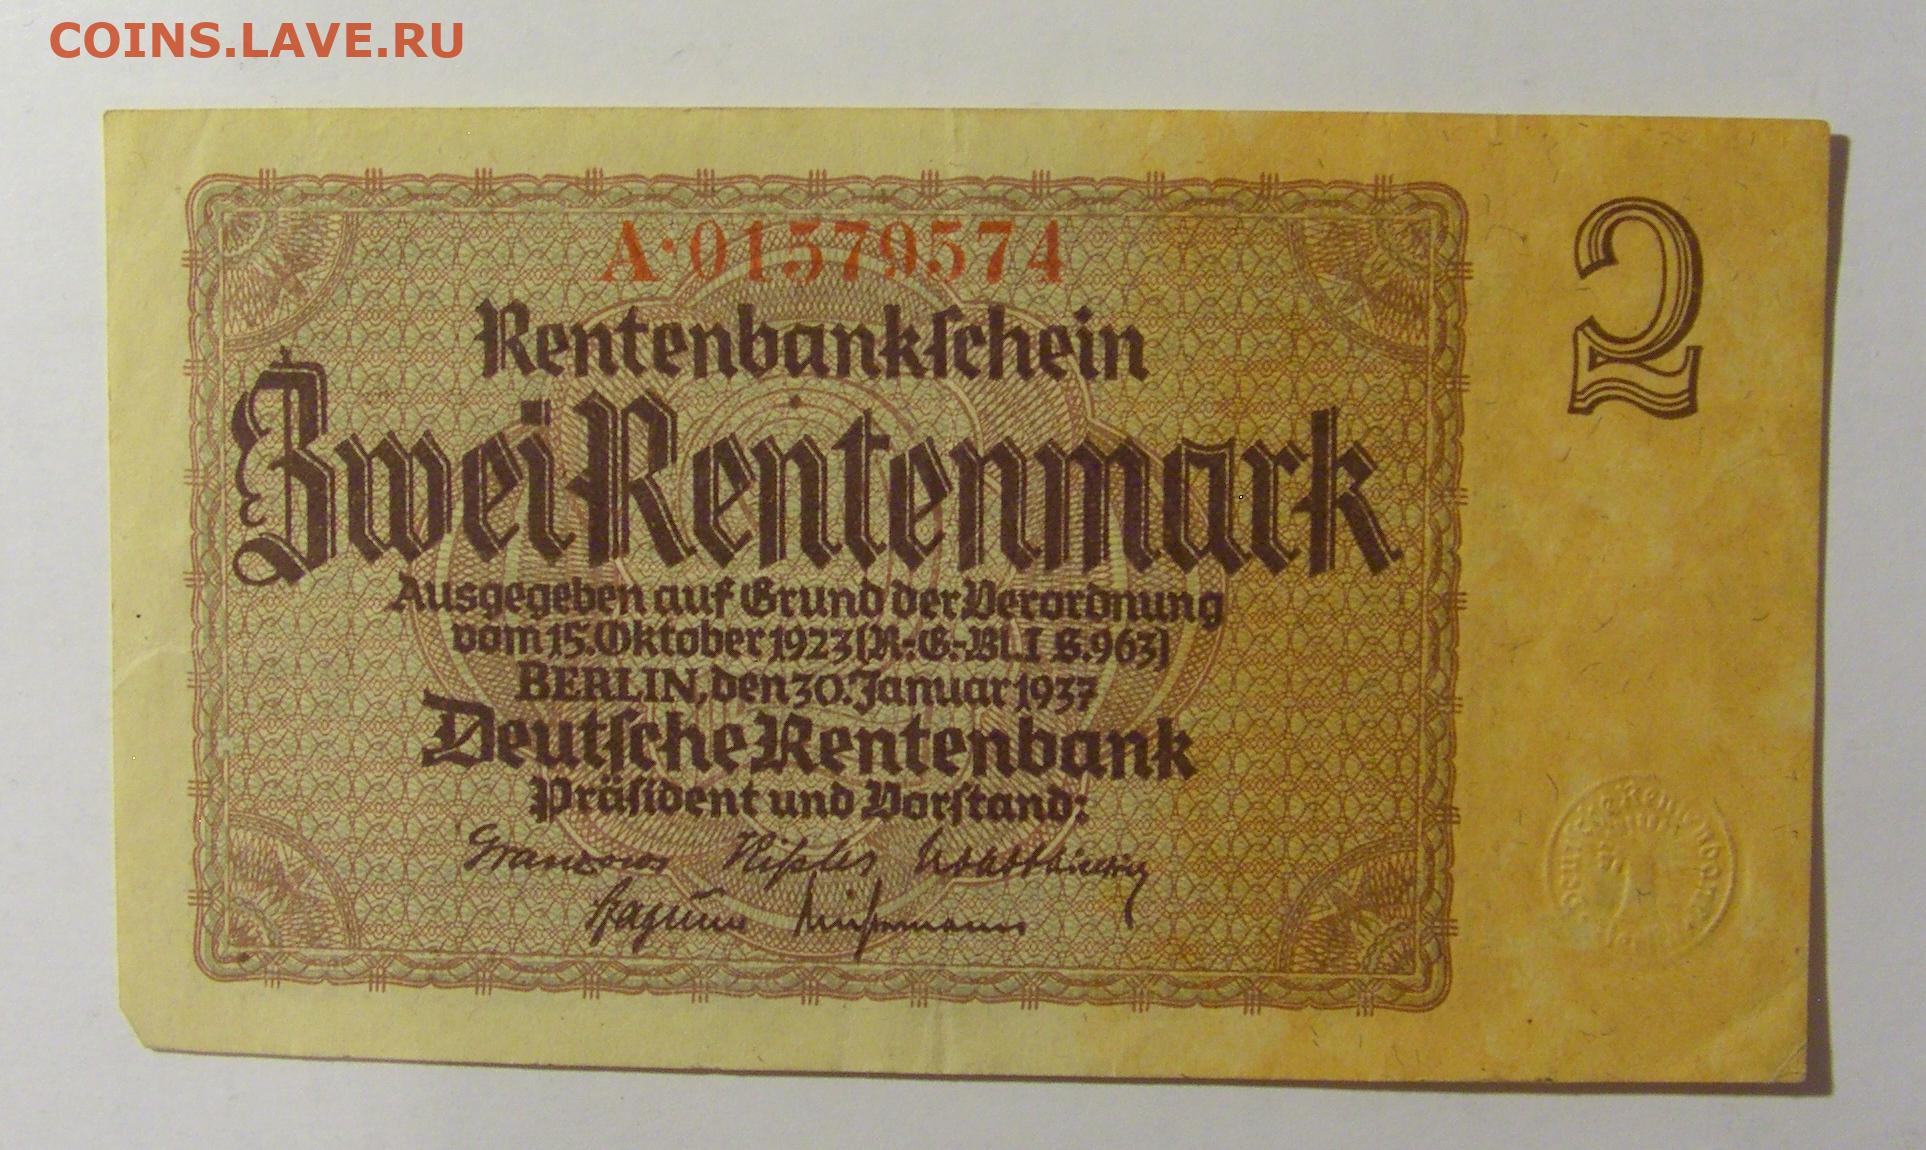 COINS.LAVE.RU
A·01579574
Rentenbankſchein
2
Zwei Rentenmark
Ausgegeben auf Grund der Verordnung
vom 15. Oktober 1923 (R.-G.-Bl. I S. 963)
BERLIN, den 30. Januar 1937
Deutſche Rentenbank
Präſident und Vorſtand: